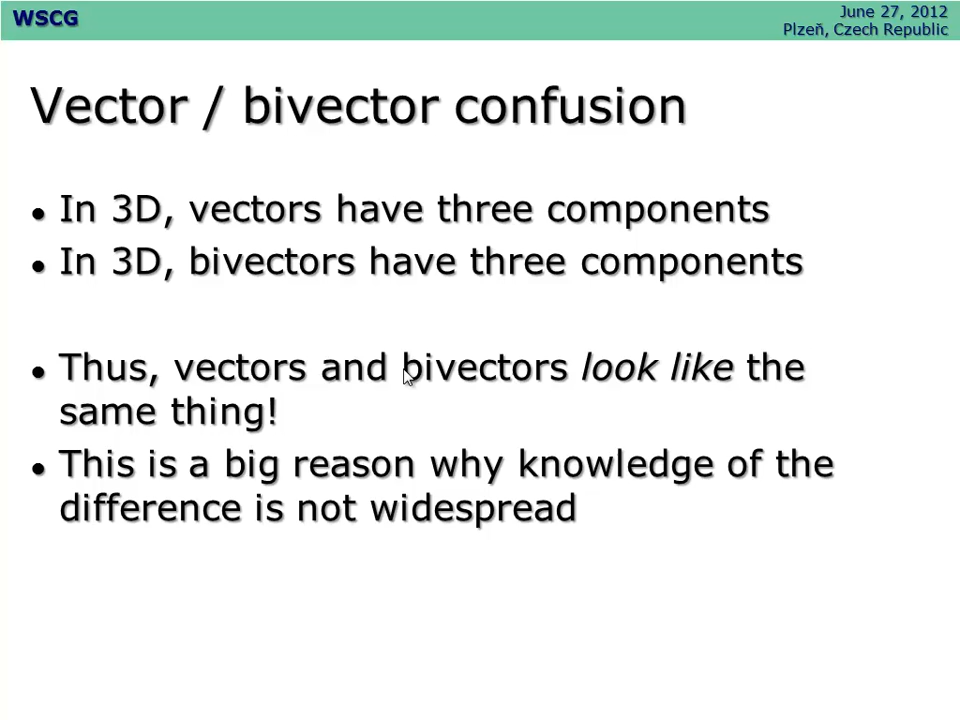 WSCG
June 27, 2012
Plzeň, Czech Republic
Vector / bivector confusion
• In 3D, vectors have three components
• In 3D, bivectors have three components
• Thus, vectors and bivectors look like the
same thing!
• This is a big reason why knowledge of the
difference is not widespread